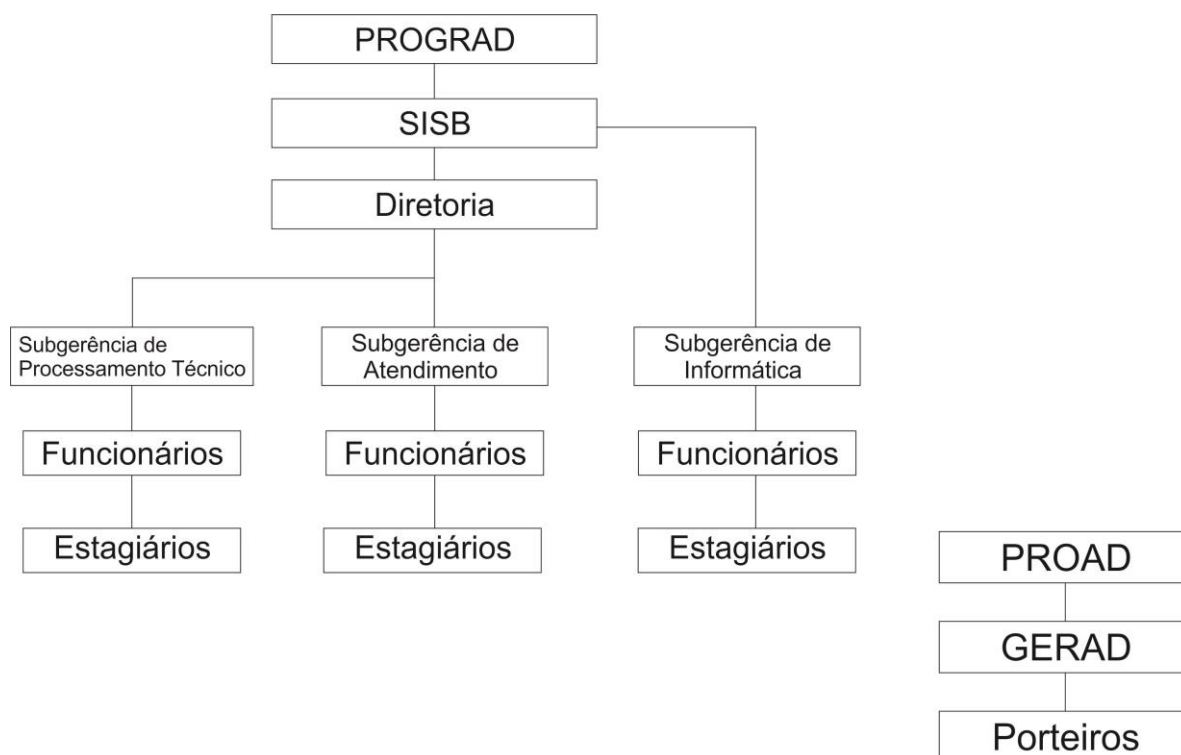 PROGRAD
SISB
Diretoria
Subgerência de
Processamento Técnico
Subgerência de
Atendimento
Subgerência de
Informática
Funcionários
Funcionários
Funcionários
Estagiários
Estagiários
Estagiários
PROAD
GERAD
Porteiros